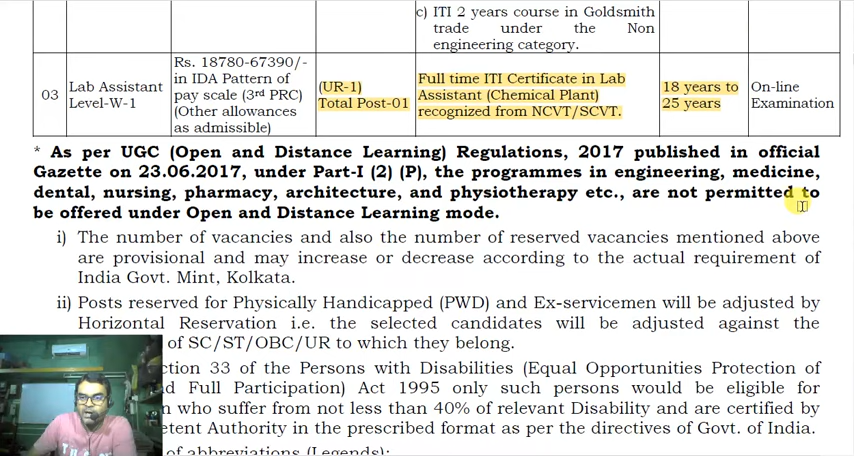 c) ITI 2 years course in Goldsmith
trade under the Non
engineering category.
03
Lab Assistant
Level-W-1
Rs. 18780-67390/-
in IDA Pattern of
pay scale (3rd PRC)
(Other allowances
as admissible)
(UR-1)
Total Post-01
Full time ITI Certificate in Lab
Assistant (Chemical Plant)
recognized from NCVT/SCVT.
18 years to
25 years
On-line
Examination
* As per UGC (Open and Distance Learning) Regulations, 2017 published in official
Gazette on 23.06.2017, under Part-I (2) (P), the programmes in engineering, medicine,
dental, nursing, pharmacy, architecture, and physiotherapy etc., are not permitted to
be offered under Open and Distance Learning mode.
i) The number of vacancies and also the number of reserved vacancies mentioned above
are provisional and may increase or decrease according to the actual requirement of
India Govt. Mint, Kolkata.
ii) Posts reserved for Physically Handicapped (PWD) and Ex-servicemen will be adjusted by
Horizontal Reservation i.e. the selected candidates will be adjusted against the
of SC/ST/OBC/UR to which they belong.
ction 33 of the Persons with Disabilities (Equal Opportunities Protection of
d Full Participation) Act 1995 only such persons would be eligible for
n who suffer from not less than 40% of relevant Disability and are certified by
etent Authority in the prescribed format as per the directives of Govt. of India.
of abbreviations (Legends):